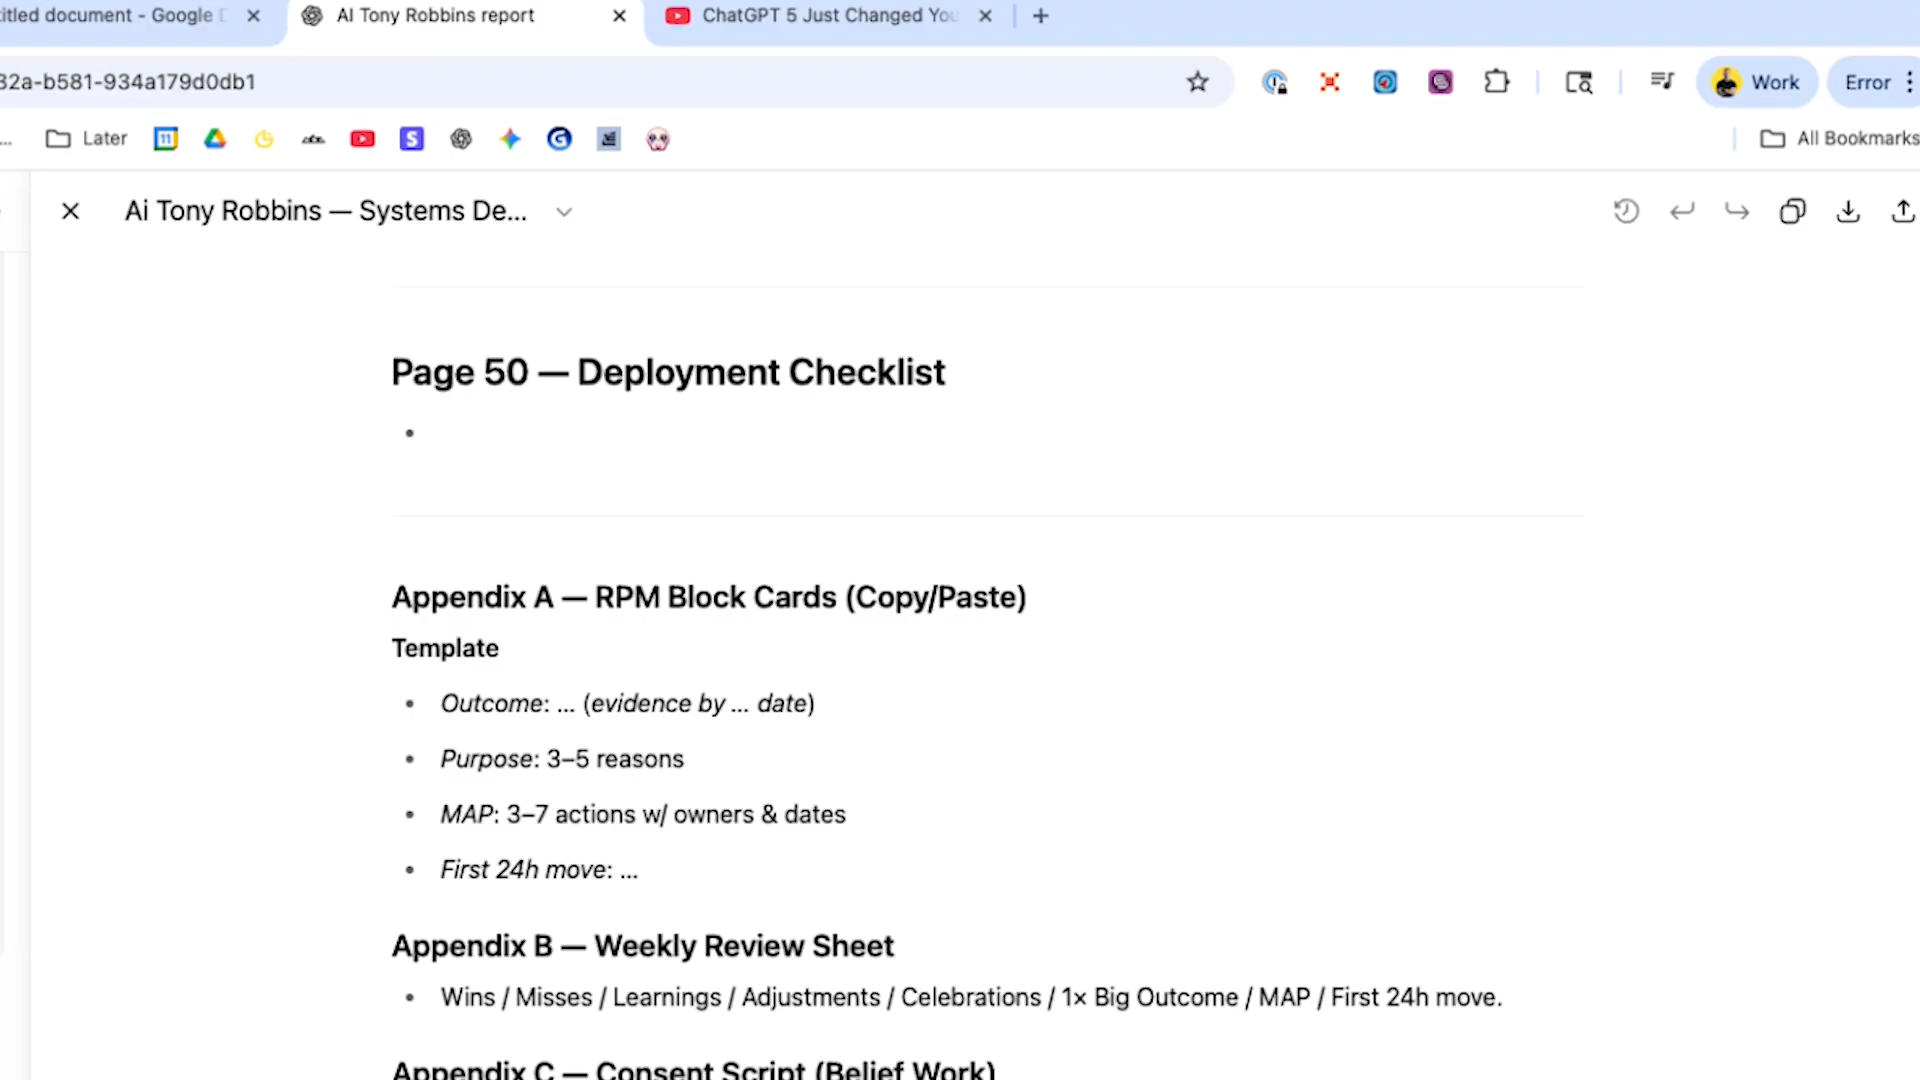 itled document - Google D
AI Tony Robbins report
ChatGPT 5 Just Changed You
32a-b581-934a179d0db1
Work
Error
...
Later
11
S
All Bookmarks
Ai Tony Robbins — Systems De...
Page 50 — Deployment Checklist
•
Appendix A — RPM Block Cards (Copy/Paste)
Template
• Outcome: ... (evidence by ... date)
• Purpose: 3–5 reasons
• MAP: 3–7 actions w/ owners & dates
• First 24h move: ...
Appendix B — Weekly Review Sheet
• Wins / Misses / Learnings / Adjustments / Celebrations / 1× Big Outcome / MAP / First 24h move.
Appendix C — Consent Script (Belief Work)